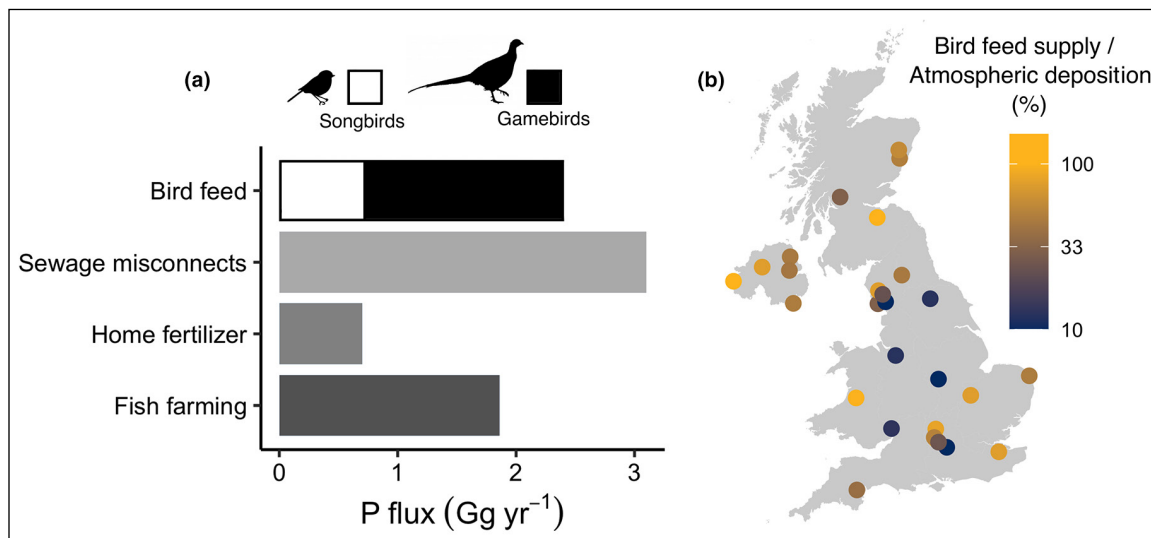 (a)
Songbirds
Gamebirds
Bird feed
Sewage misconnects
Home fertilizer
Fish farming
0 1 2 3
P flux (Gg yr⁻¹)
(b)
Bird feed supply /
Atmospheric deposition
(%)
100
33
10